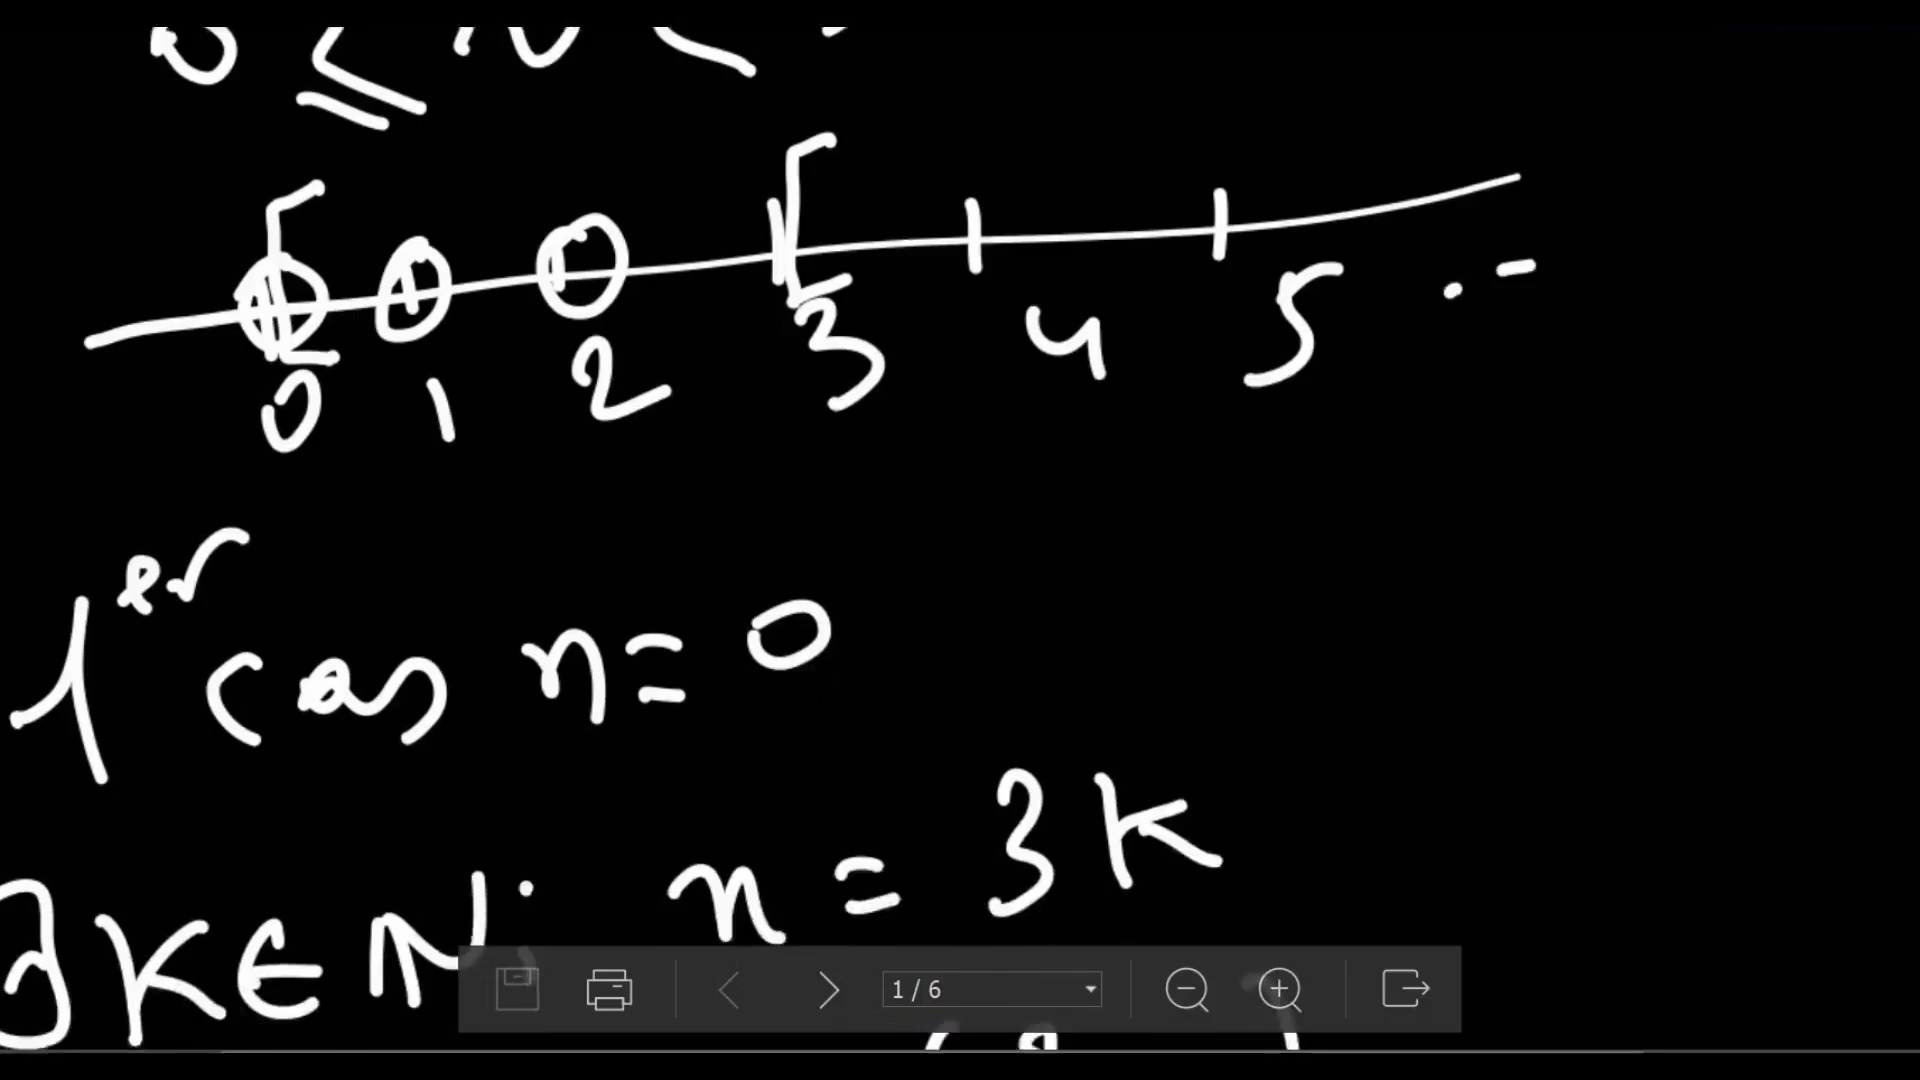 0 1 2 3 4 5 ..
1er cas n = 0
∃ K ∈ N; n = 3K
1 / 6